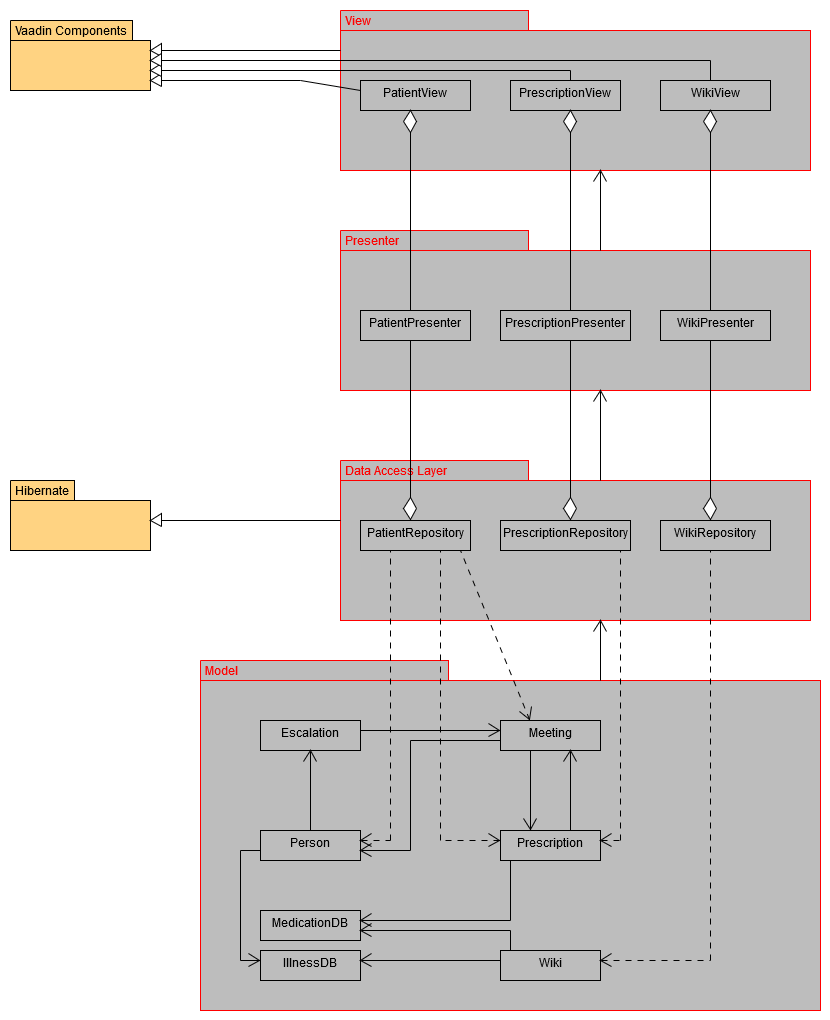 Vaadin Components
View
PatientView
PrescriptionView
WikiView
Presenter
PatientPresenter
PrescriptionPresenter
WikiPresenter
Data Access Layer
Hibernate
PatientRepository
PrescriptionRepository
WikiRepository
Model
Escalation
Meeting
Person
Prescription
MedicationDB
IllnessDB
Wiki